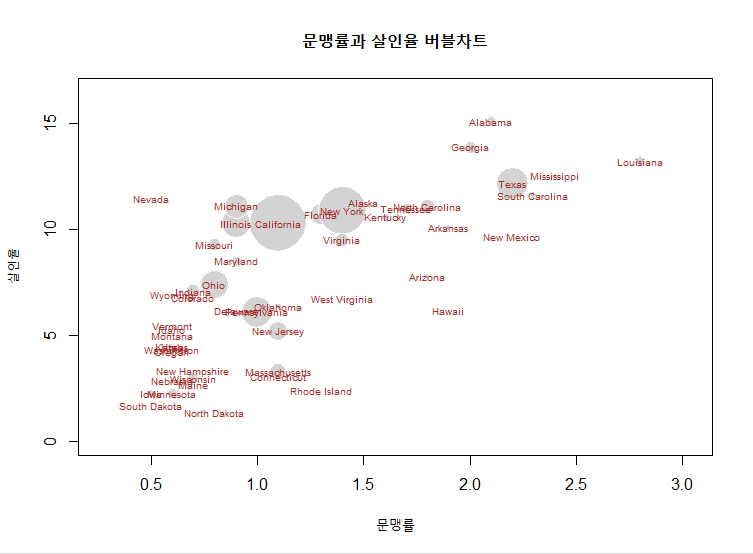 문맹률과 살인율 버블차트
살인율
15
10
5
0
Alabama
Georgia
Louisiana
Mississippi
Texas
South Carolina
Nevada
Michigan
Alaska
New York
Florida
Tennessee
North Carolina
Kentucky
Illinois
California
Arkansas
New Mexico
Virginia
Missouri
Maryland
Arizona
Ohio
Indiana
Wyoming
Colorado
West Virginia
Oklahoma
Delaware
Pennsylvania
Hawaii
Vermont
Idaho
New Jersey
Montana
Oregon
Massachusetts
Connecticut
New Hampshire
Nebraska
Wisconsin
Maine
Rhode Island
Iowa
Minnesota
South Dakota
North Dakota
0.5 1.0 1.5 2.0 2.5 3.0
문맹률